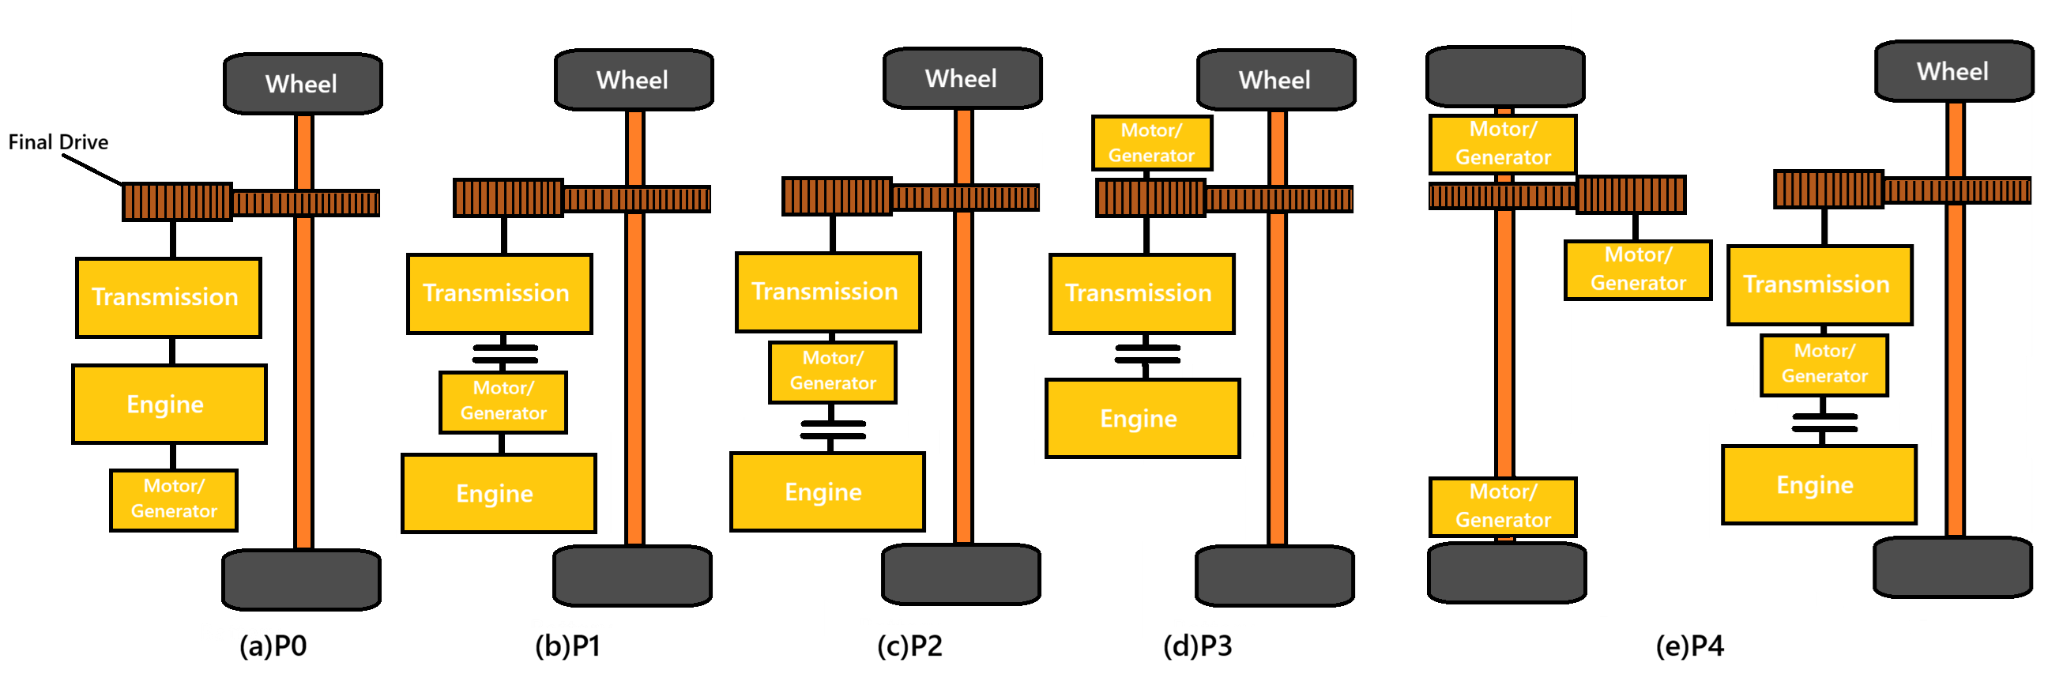 Final Drive
Wheel
Transmission
Engine
Motor/
Generator
(a)P0
Wheel
Transmission
Motor/
Generator
Engine
(b)P1
Wheel
Transmission
Motor/
Generator
Engine
(c)P2
Wheel
Motor/
Generator
Transmission
Engine
(d)P3
Motor/
Generator
Motor/
Generator
Motor/
Generator
Wheel
Transmission
Motor/
Generator
Engine
(e)P4